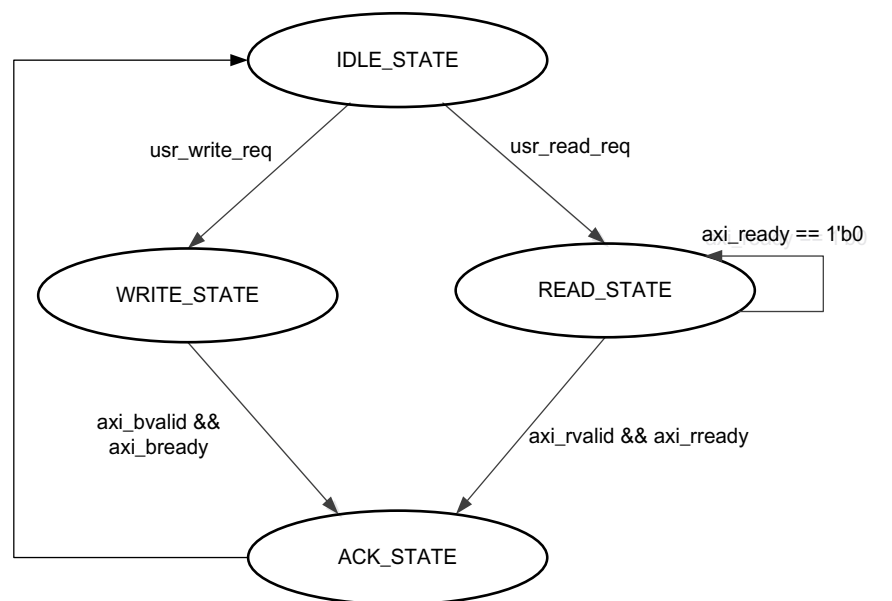 IDLE_STATE
usr_write_req
usr_read_req
axi_ready == 1'b0
WRITE_STATE
READ_STATE
axi_bvalid &&
axi_bready
axi_rvalid && axi_rready
ACK_STATE